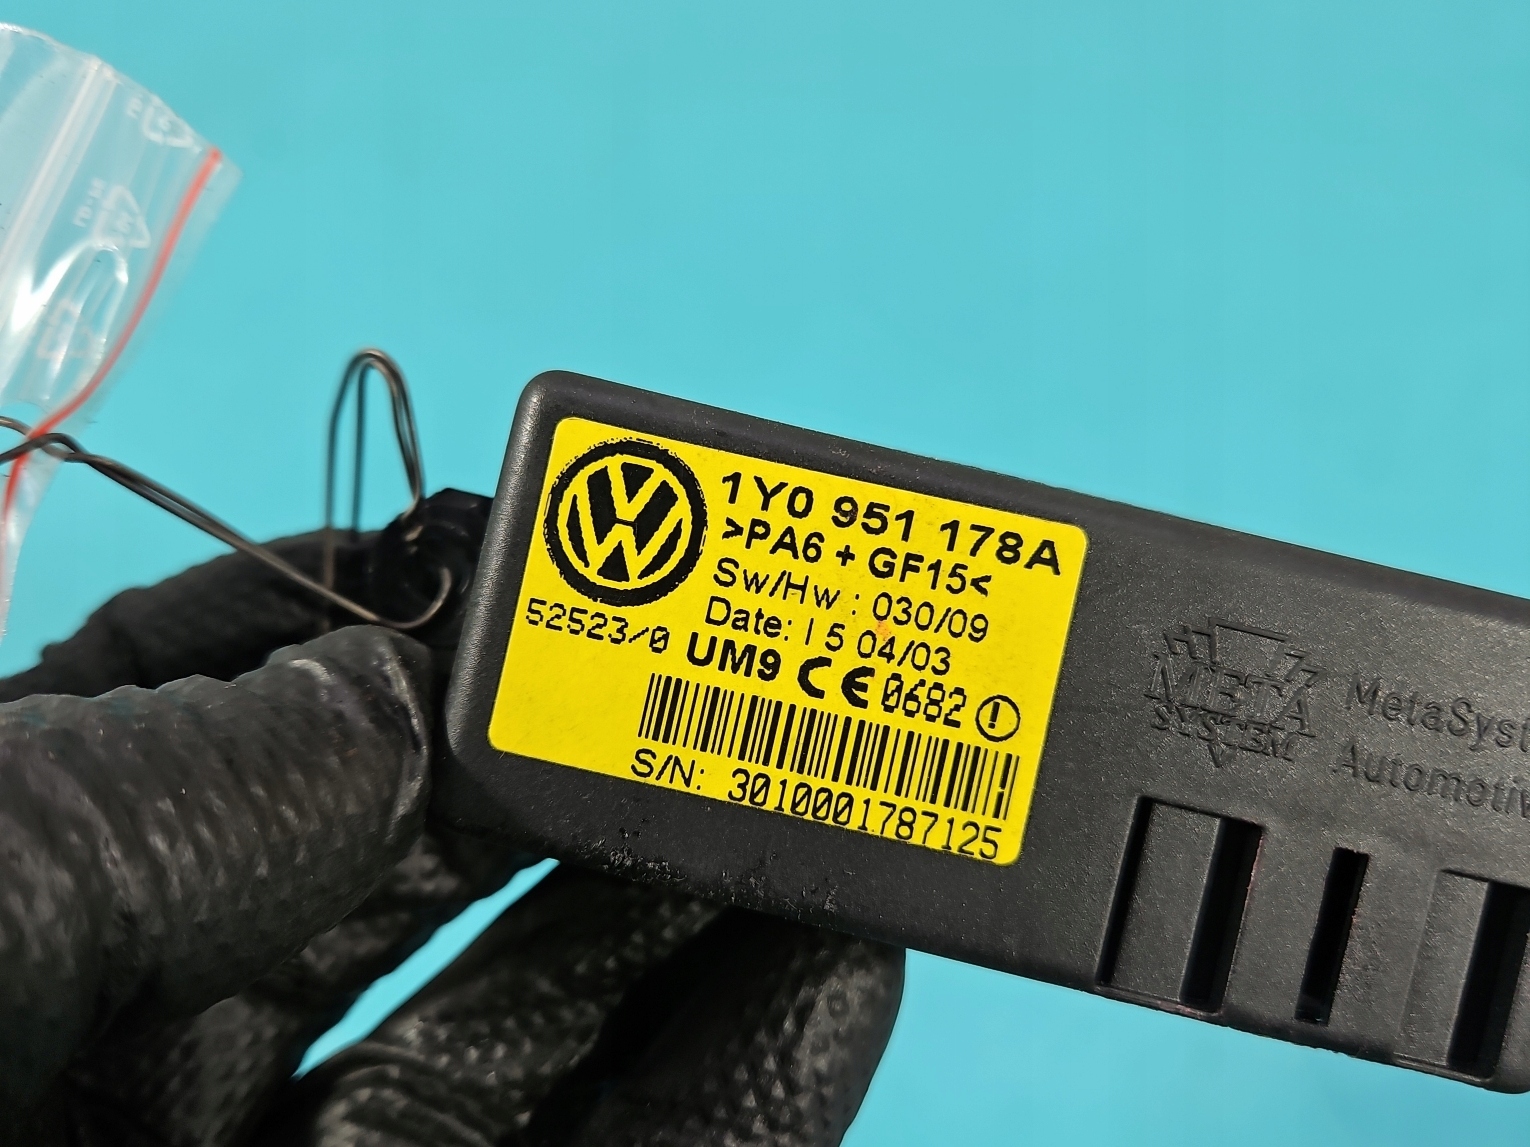 1Y0 951 178A
>PA6 + GF15<
Sw/Hw : 030/09
Date: I 5 04/03
52523/0 UM9 CE 0682
S/N: 3010001787125
META
SYSTEM
MetaSyst
Automotiv